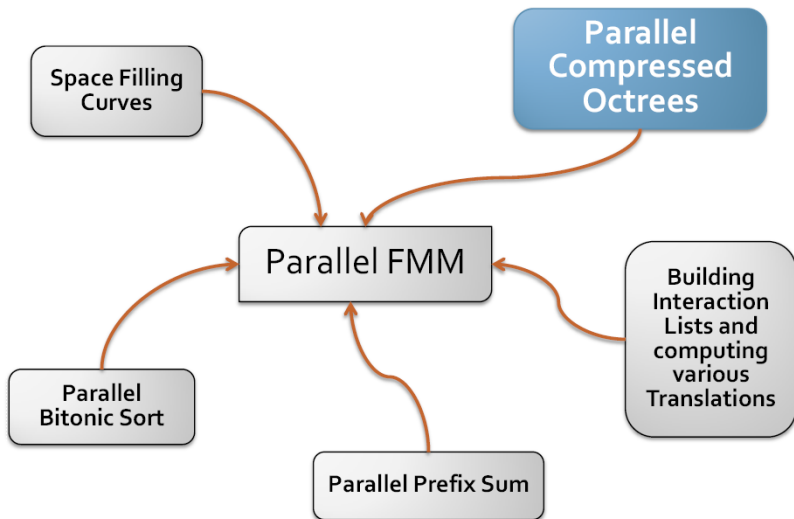 Space Filling
Curves
Parallel
Compressed
Octrees
Parallel FMM
Building
Interaction
Lists and
computing
various
Translations
Parallel
Bitonic Sort
Parallel Prefix Sum